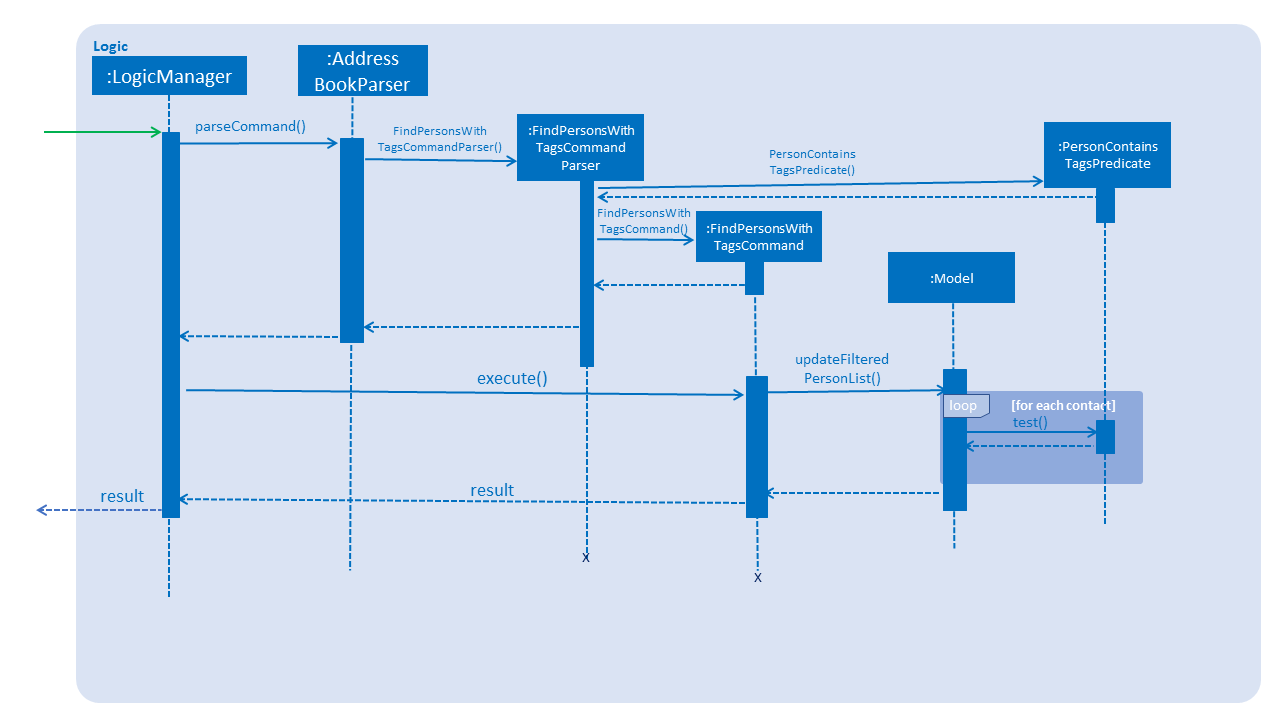 Logic
:LogicManager
:Address
BookParser
parseCommand()
FindPersonsWith
TagsCommandParser()
:FindPersonsWith
TagsCommand
Parser
PersonContains
TagsPredicate()
:PersonContains
TagsPredicate
FindPersonsWith
TagsCommand()
:FindPersonsWith
TagsCommand
:Model
execute()
updateFiltered
PersonList()
loop
[for each contact]
test()
result
result
X
X